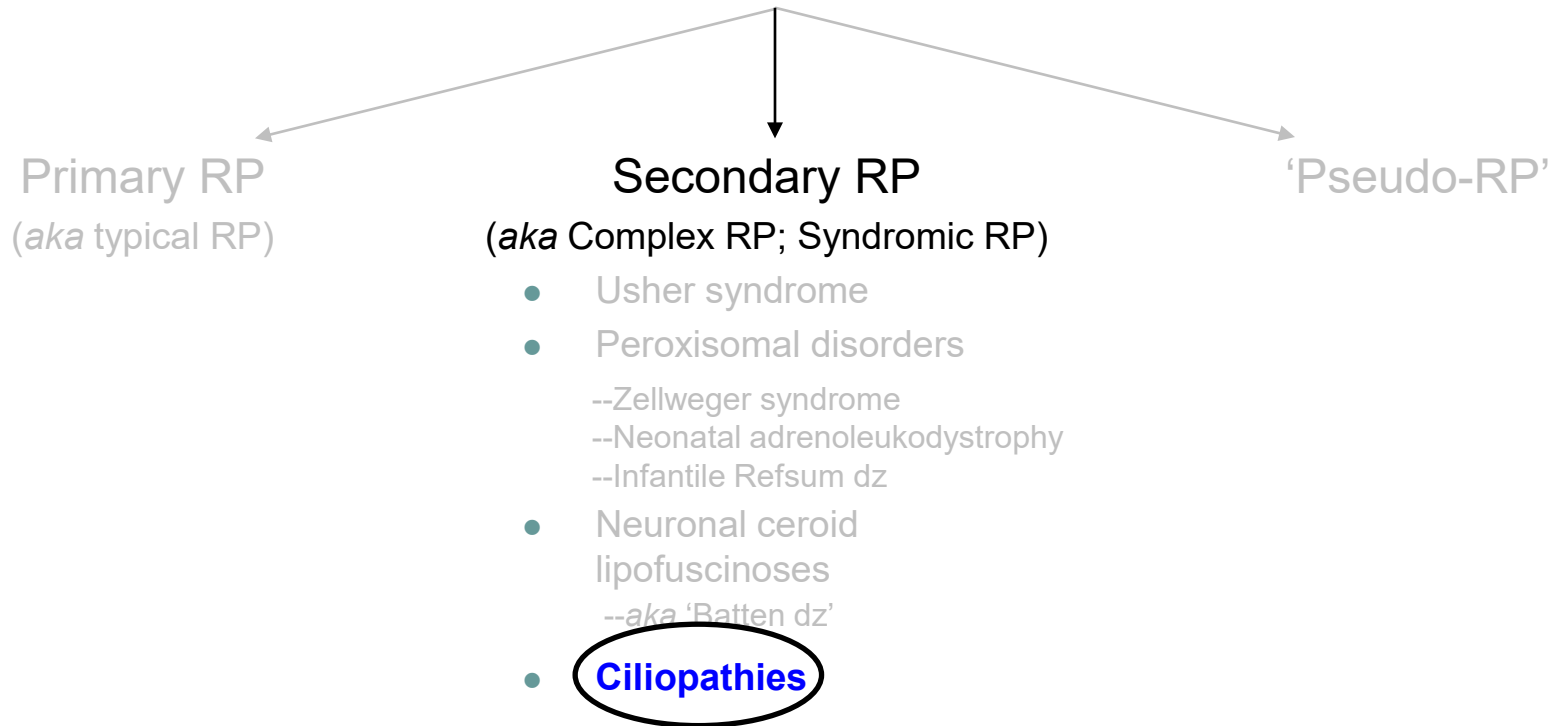 Primary RP
(aka typical RP)
Secondary RP
(aka Complex RP; Syndromic RP)
● Usher syndrome
● Peroxisomal disorders
--Zellweger syndrome
--Neonatal adrenoleukodystrophy
--Infantile Refsum dz
● Neuronal ceroid
lipofuscinoses
--aka ‘Batten dz’
● Ciliopathies
‘Pseudo-RP’